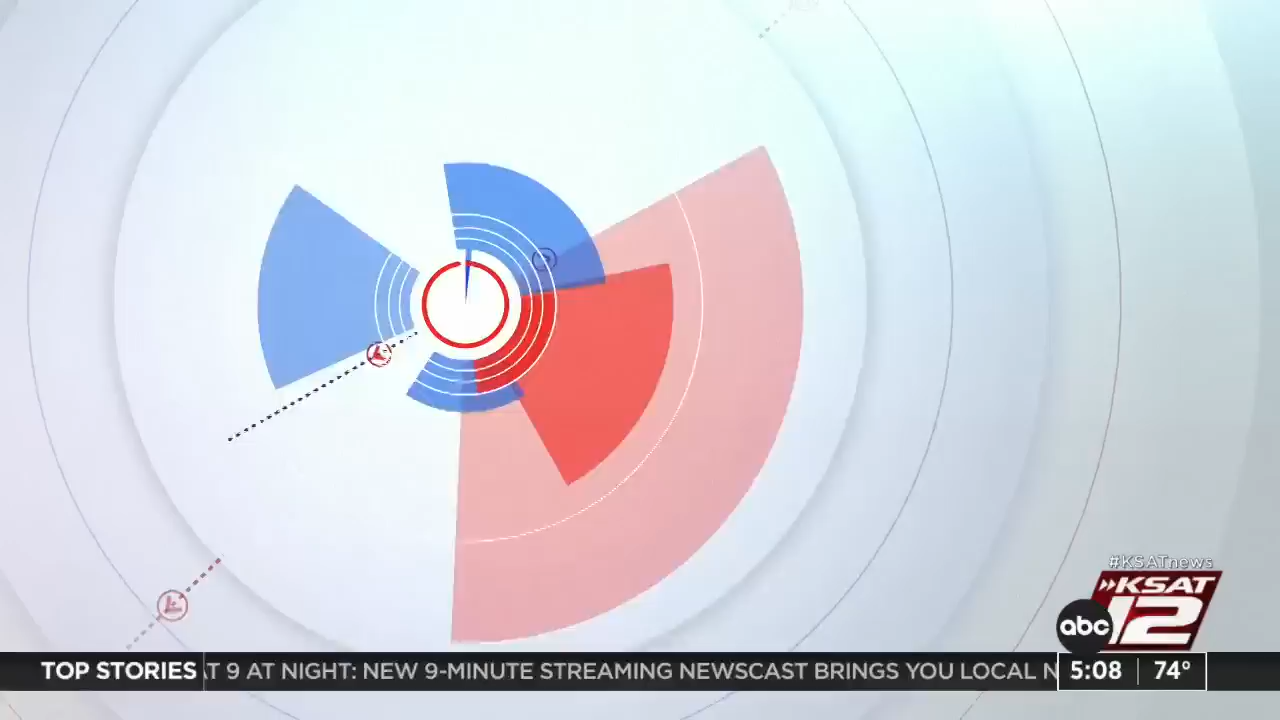 #KSATnews
KSAT
abc 12
TOP STORIES AT 9 AT NIGHT: NEW 9-MINUTE STREAMING NEWSCAST BRINGS YOU LOCAL N 5:08 74°